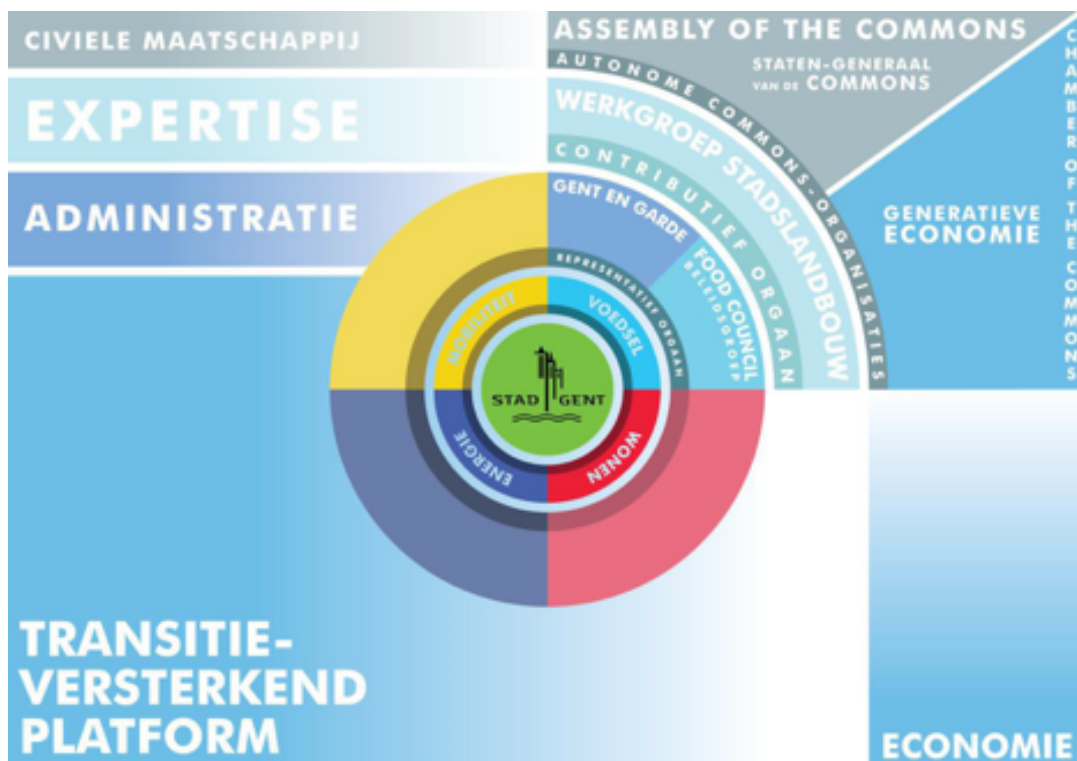 CIVIELE MAATSCHAPPIJ
EXPERTISE
ADMINISTRATIE
ASSEMBLY OF THE COMMONS
STATEN-GENERAAL
VAN DE COMMONS
AUTONOME COMMONS-ORGANISATIES
WERKGROEP STADSLANDBOUW
CONTRIBUTIEF ORGAAN
GENT EN GARDE
FOOD COUNCIL
BELEIDSGROEP
REPRESENTATIEF ORGAAN
CHAMBER OF THE COMMONS
GENERATIEVE
ECONOMIE
MOBILITEIT
VOEDSEL
STAD GENT
ENERGIE
WONEN
TRANSITIE-
VERSTERKEND
PLATFORM
ECONOMIE